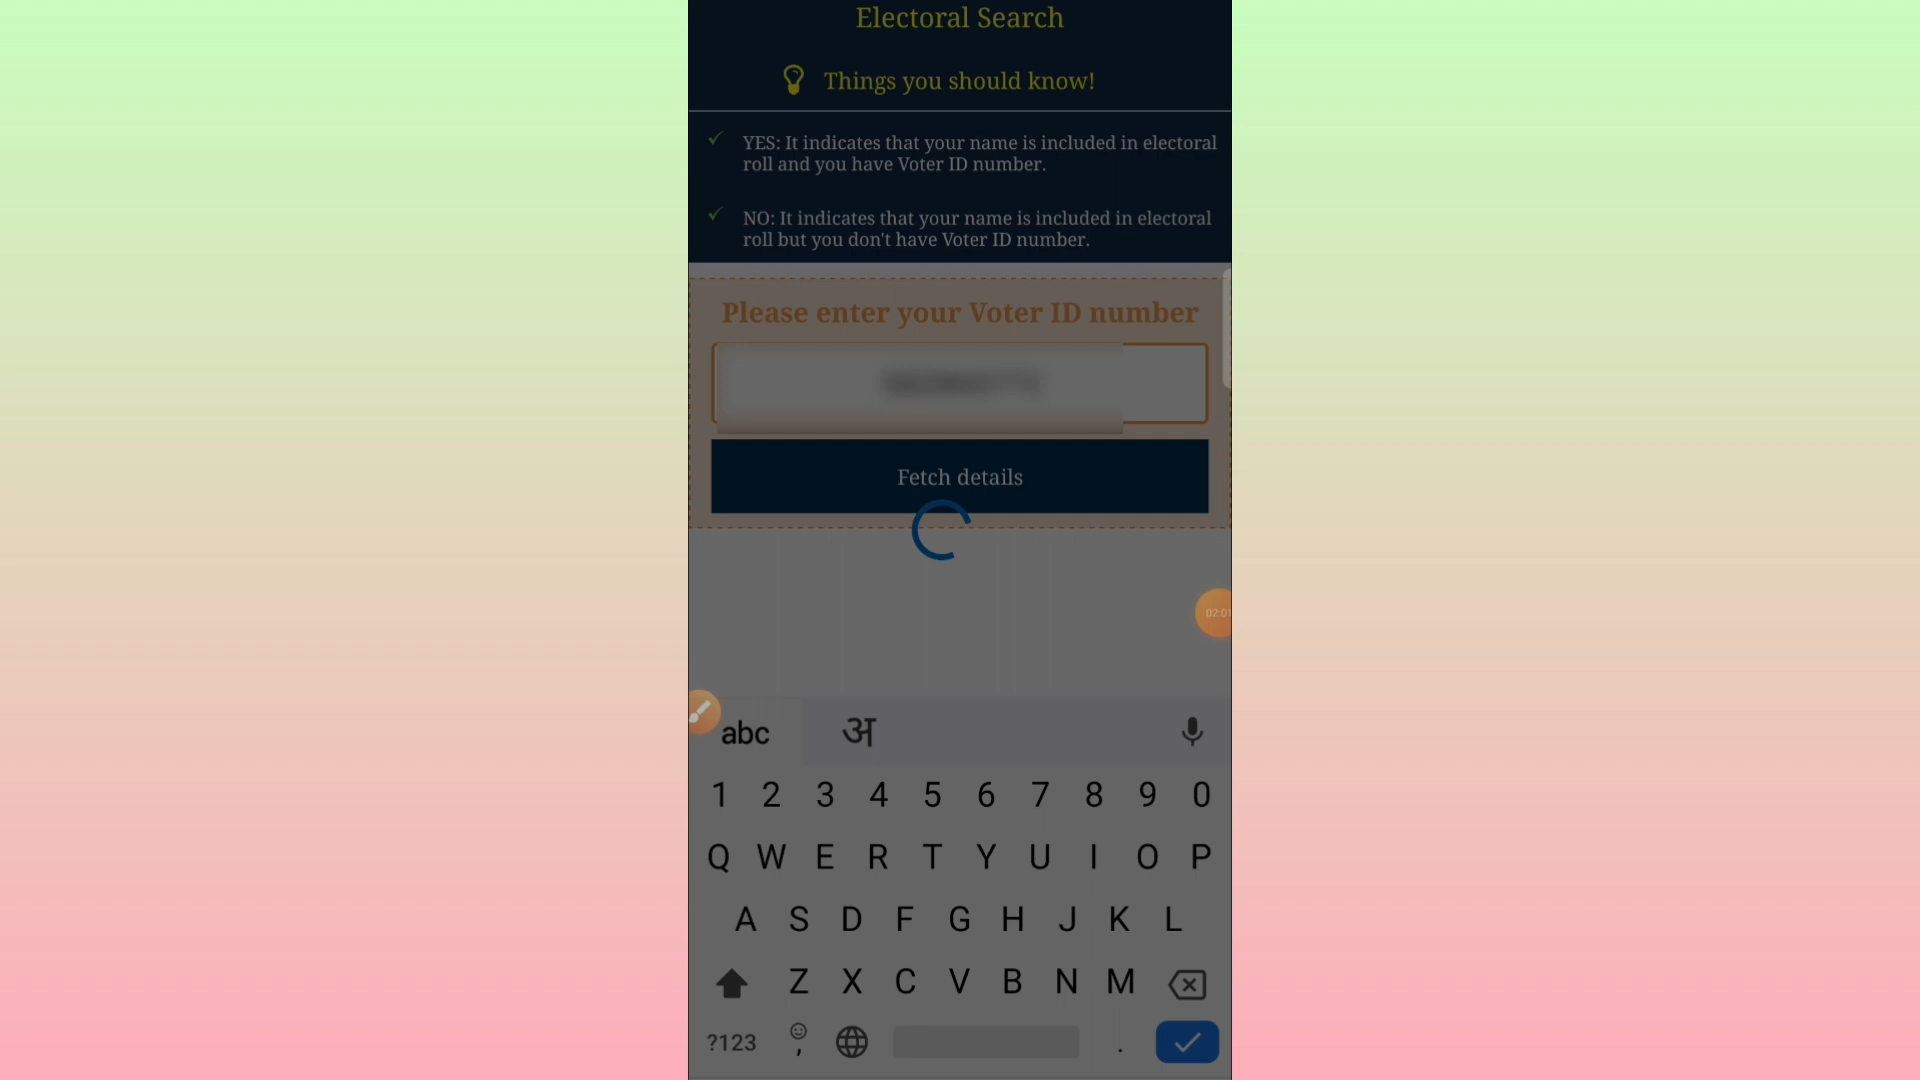 Electoral Search
Things you should know!
YES: It indicates that your name is included in electoral
roll and you have Voter ID number.
NO: It indicates that your name is included in electoral
roll but you don't have Voter ID number.
Please enter your Voter ID number
Fetch details
02:01
abc अ
1 2 3 4 5 6 7 8 9 0
Q W E R T Y U I O P
A S D F G H J K L
Z X C V B N M
?123 , .